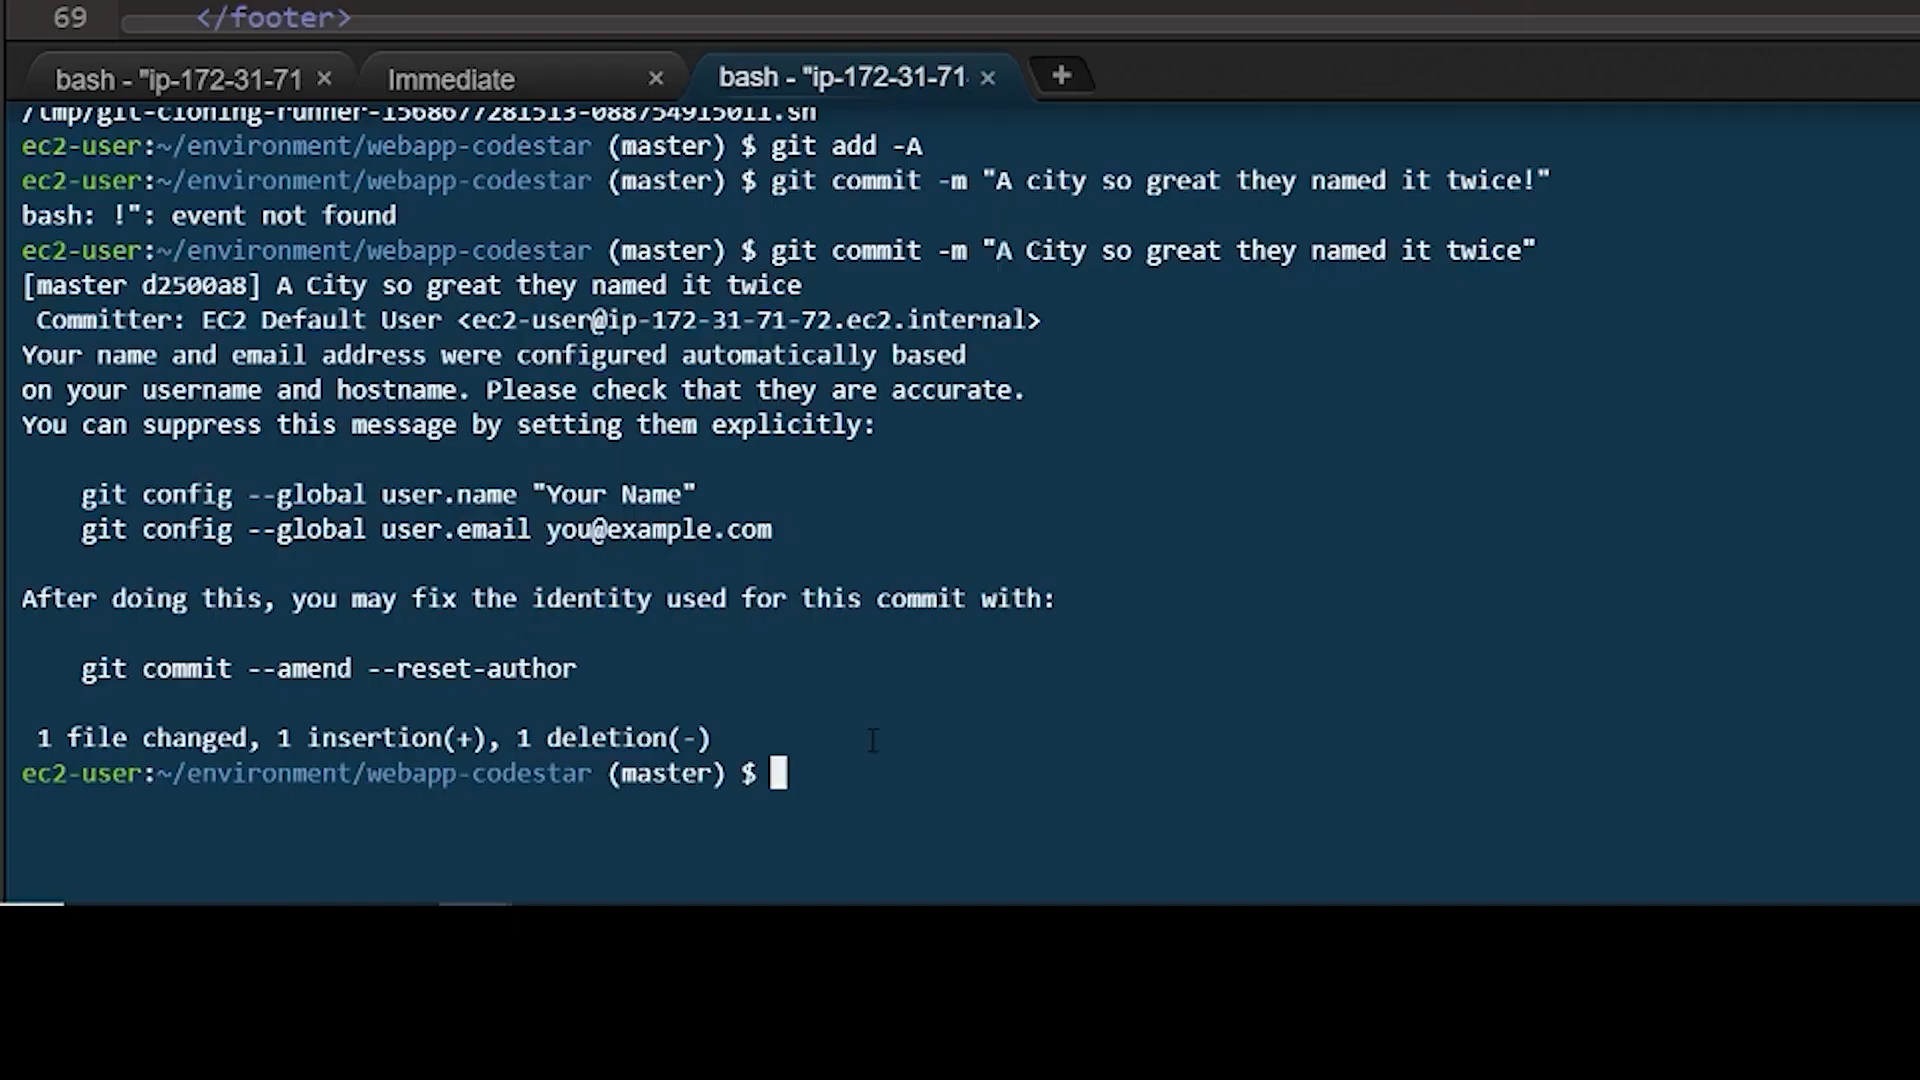 69 </footer>
bash - "ip-172-31-71 × Immediate × bash - "ip-172-31-71- × +
/tmp/git-cloning-runner-1568677281513-088754915011.sh
ec2-user:~/environment/webapp-codestar (master) $ git add -A
ec2-user:~/environment/webapp-codestar (master) $ git commit -m "A city so great they named it twice!"
bash: !": event not found
ec2-user:~/environment/webapp-codestar (master) $ git commit -m "A City so great they named it twice"
[master d2500a8] A City so great they named it twice
Committer: EC2 Default User <ec2-user@ip-172-31-71-72.ec2.internal>
Your name and email address were configured automatically based
on your username and hostname. Please check that they are accurate.
You can suppress this message by setting them explicitly:
git config --global user.name "Your Name"
git config --global user.email you@example.com
After doing this, you may fix the identity used for this commit with:
git commit --amend --reset-author
1 file changed, 1 insertion(+), 1 deletion(-)
ec2-user:~/environment/webapp-codestar (master) $